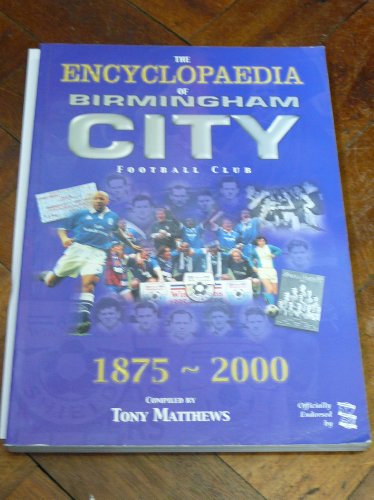 THE
ENCYCLOPAEDIA
OF
BIRMINGHAM
CITY
FOOTBALL CLUB
1875 ~ 2000
COMPILED BY
TONY MATTHEWS
Officially
Endorsed
by